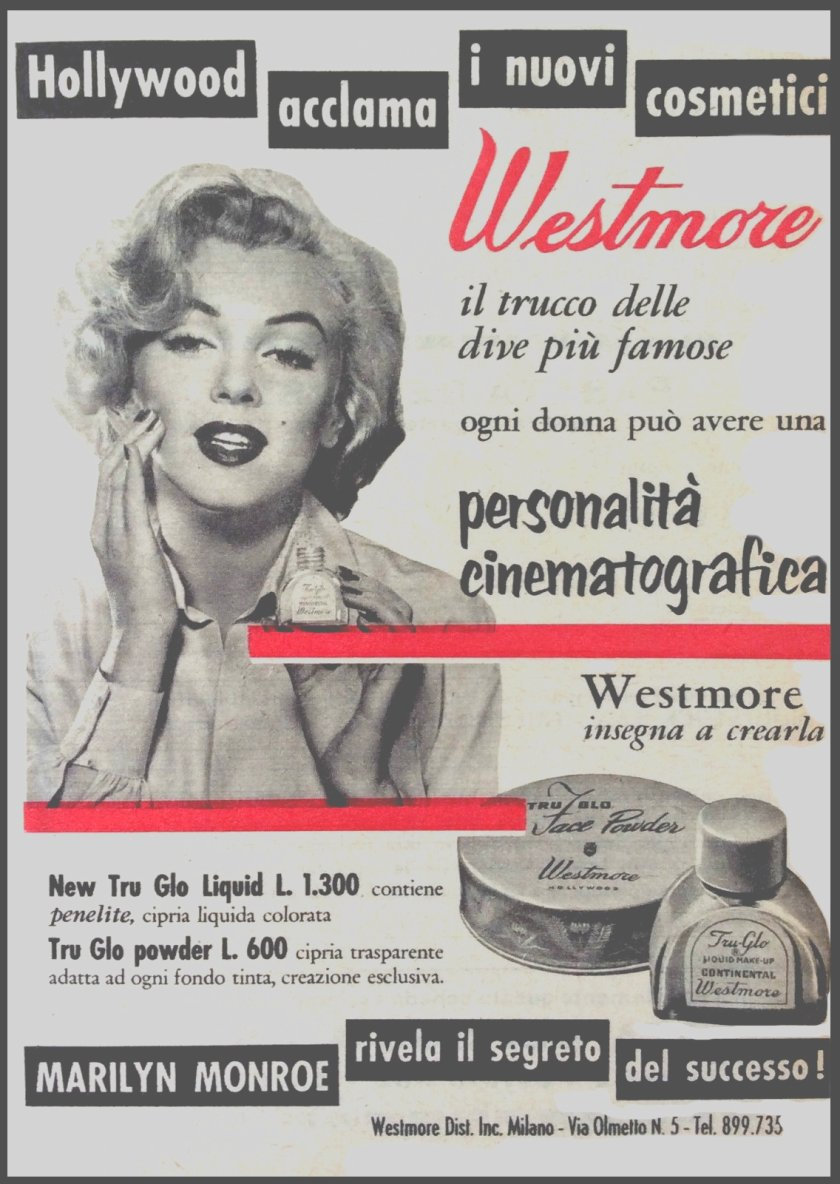 Hollywood acclama i nuovi cosmetici
Westmore
il trucco delle
dive più famose
ogni donna può avere una
personalità
cinematografica
Westmore
insegna a crearla
Tru-Glo
Westmore
TRU GLO
Face Powder
Westmore
HOLLYWOOD
Tru-Glo
LIQUID MAKE-UP
CONTINENTAL
Westmore
New Tru Glo Liquid L. 1.300 contiene
penelite, cipria liquida colorata
Tru Glo powder L. 600 cipria trasparente
adatta ad ogni fondo tinta, creazione esclusiva.
MARILYN MONROE rivela il segreto del successo!
Westmore Dist. Inc. Milano - Via Olmetto N. 5 - Tel. 899.735